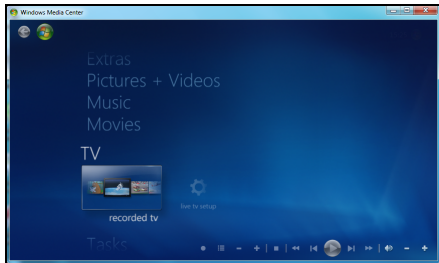 Windows Media Center
Extras
Pictures + Videos
Music
Movies
TV
recorded tv
live tv setup
Tasks